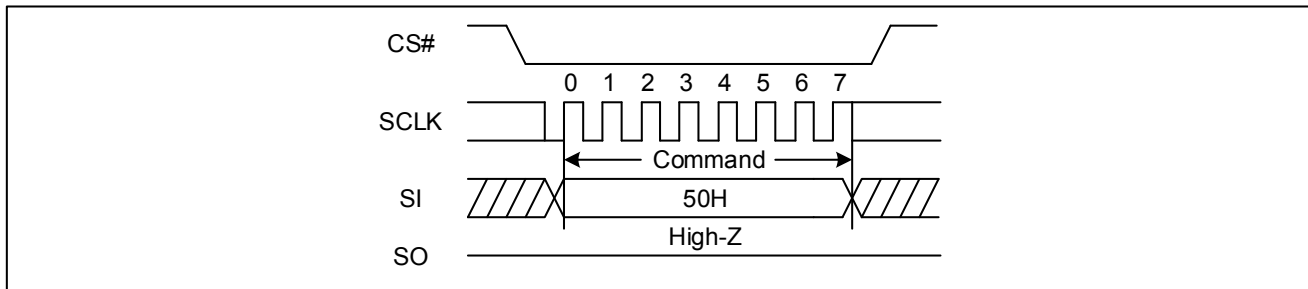 CS#
0 1 2 3 4 5 6 7
SCLK
Command
SI
50H
High-Z
SO